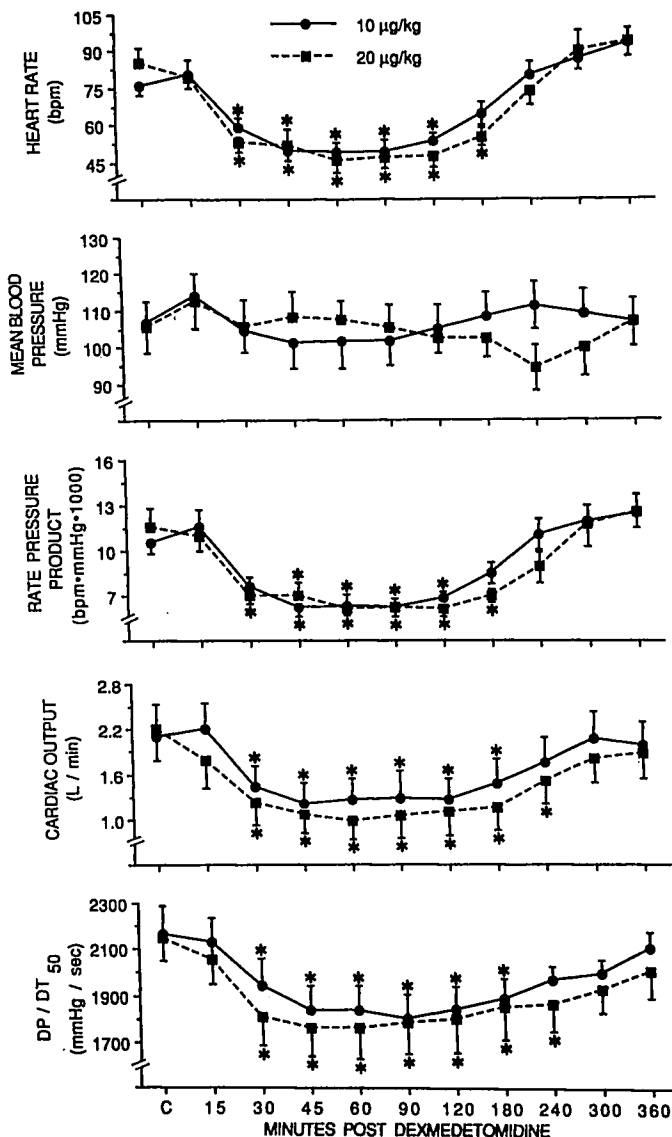 10 µg/kg
20 µg/kg
HEART RATE
(bpm)
105
90
75
60
45
* * * * *
* * * * * *
MEAN BLOOD
PRESSURE
(mmHg)
130
120
110
100
90
RATE PRESSURE
PRODUCT
(bpm•mmHg•1000)
16
13
10
7
* * * *
* * * * * *
CARDIAC OUTPUT
(L / min)
2.8
2.2
1.6
1.0
* * * * * *
* * * * * * *
DP / DT 50
(mmHg / sec)
2300
2100
1900
1700
* * * * * *
* * * * * * *
C 15 30 45 60 90 120 180 240 300 360
MINUTES POST DEXMEDETOMIDINE